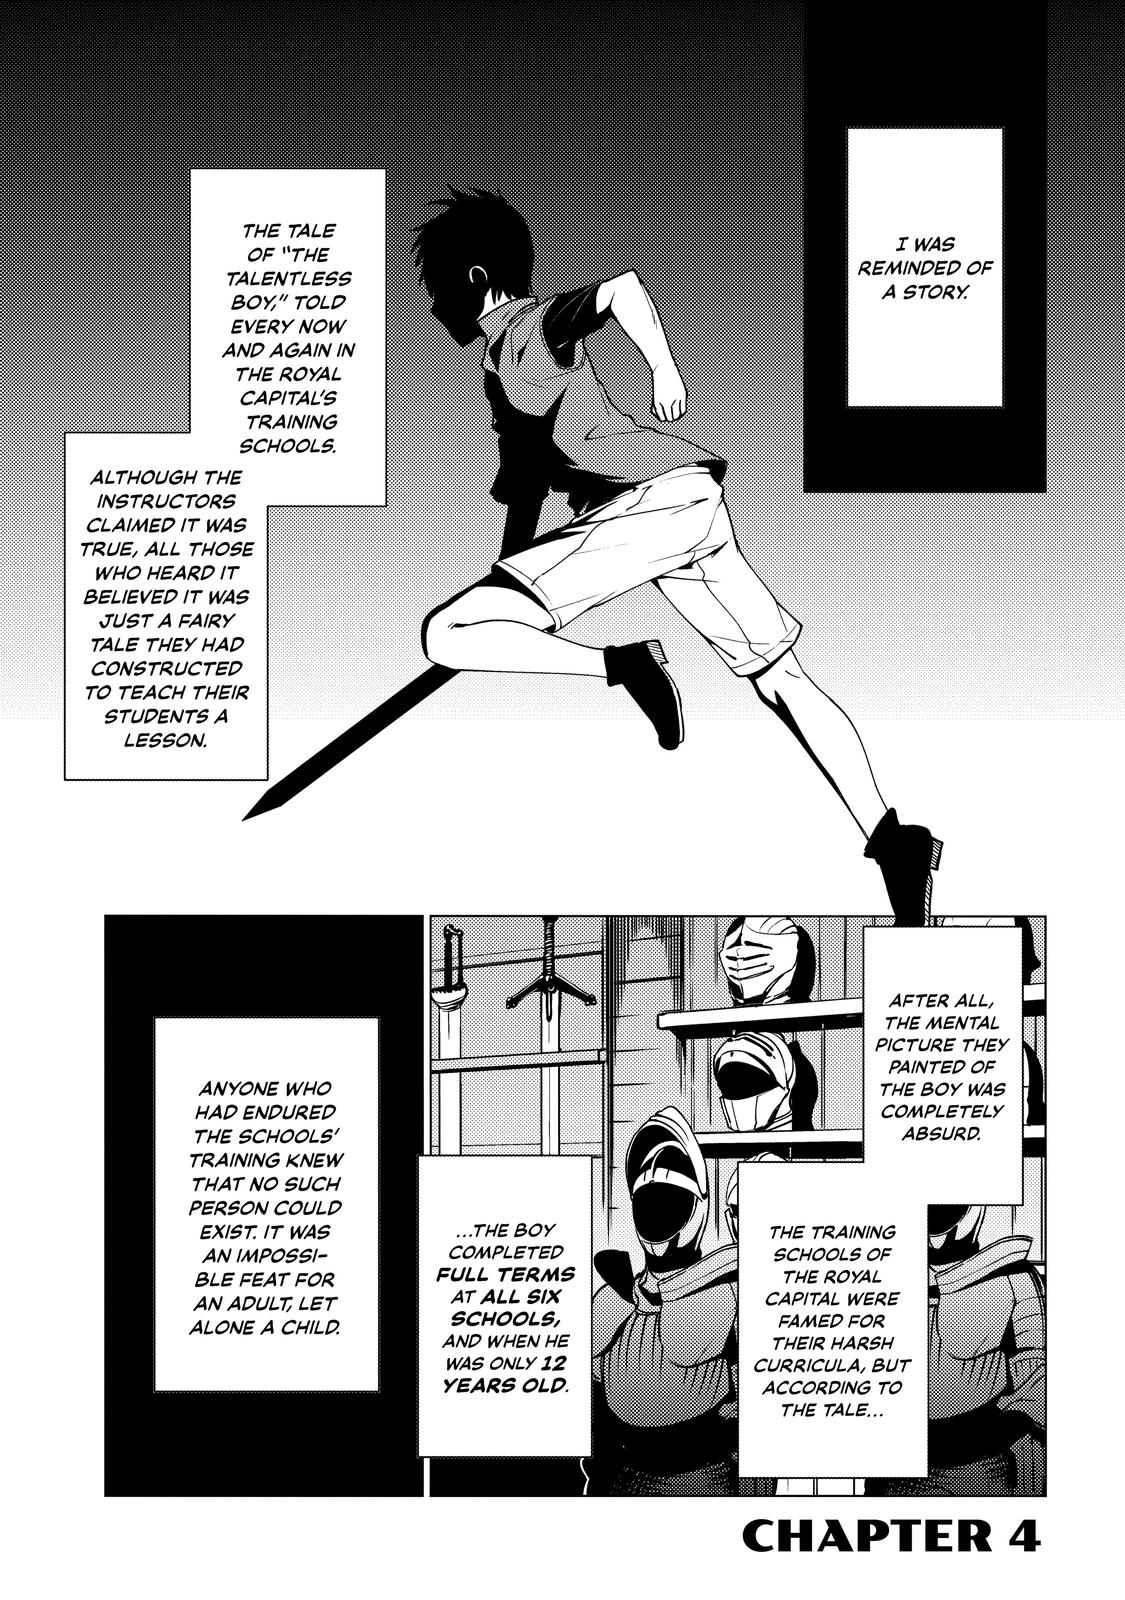 I WAS
REMINDED OF
A STORY.
THE TALE
OF "THE
TALENTLESS
BOY," TOLD
EVERY NOW
AND AGAIN IN
THE ROYAL
CAPITAL'S
TRAINING
SCHOOLS.
ALTHOUGH THE
INSTRUCTORS
CLAIMED IT WAS
TRUE, ALL THOSE
WHO HEARD IT
BELIEVED IT WAS
JUST A FAIRY
TALE THEY HAD
CONSTRUCTED
TO TEACH THEIR
STUDENTS A
LESSON.
AFTER ALL,
THE MENTAL
PICTURE THEY
PAINTED OF
THE BOY WAS
COMPLETELY
ABSURD.
THE TRAINING
SCHOOLS OF
THE ROYAL
CAPITAL WERE
FAMED FOR
THEIR HARSH
CURRICULA, BUT
ACCORDING TO
THE TALE...
...THE BOY
COMPLETED
FULL TERMS
AT ALL SIX
SCHOOLS,
AND WHEN HE
WAS ONLY 12
YEARS OLD.
ANYONE WHO
HAD ENDURED
THE SCHOOLS'
TRAINING KNEW
THAT NO SUCH
PERSON COULD
EXIST. IT WAS
AN IMPOSSI-
BLE FEAT FOR
AN ADULT, LET
ALONE A CHILD.
CHAPTER 4